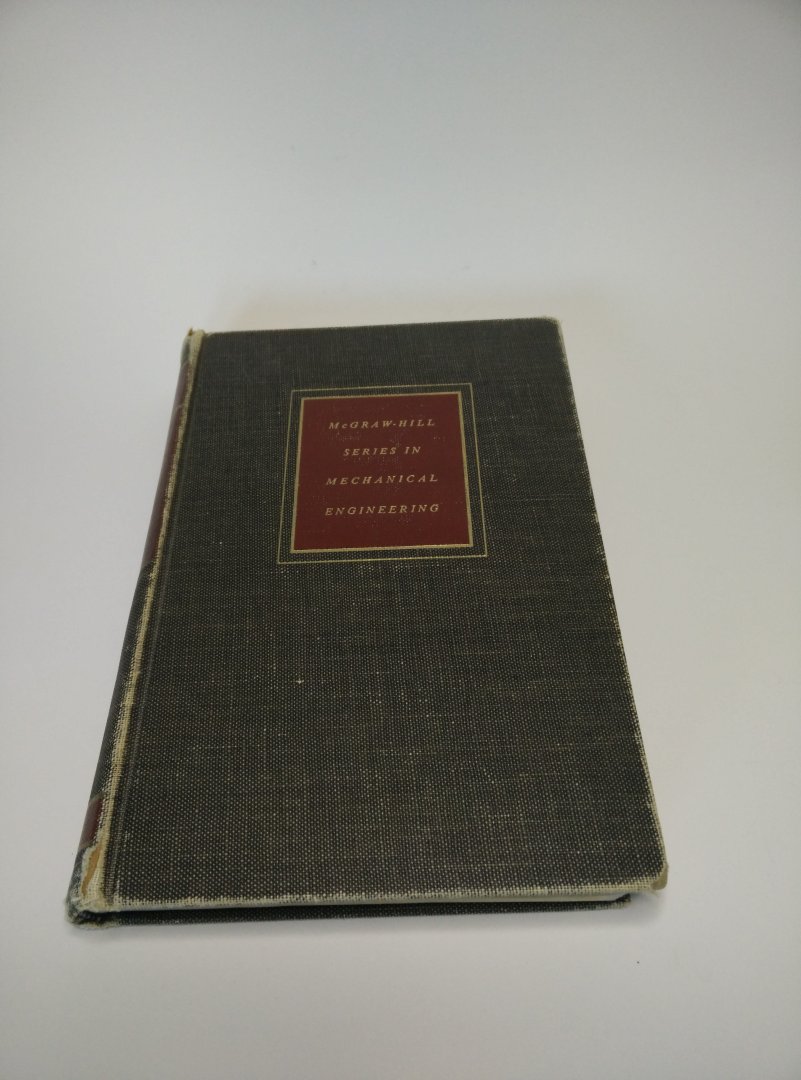 McGRAW-HILL
SERIES IN
MECHANICAL
ENGINEERING